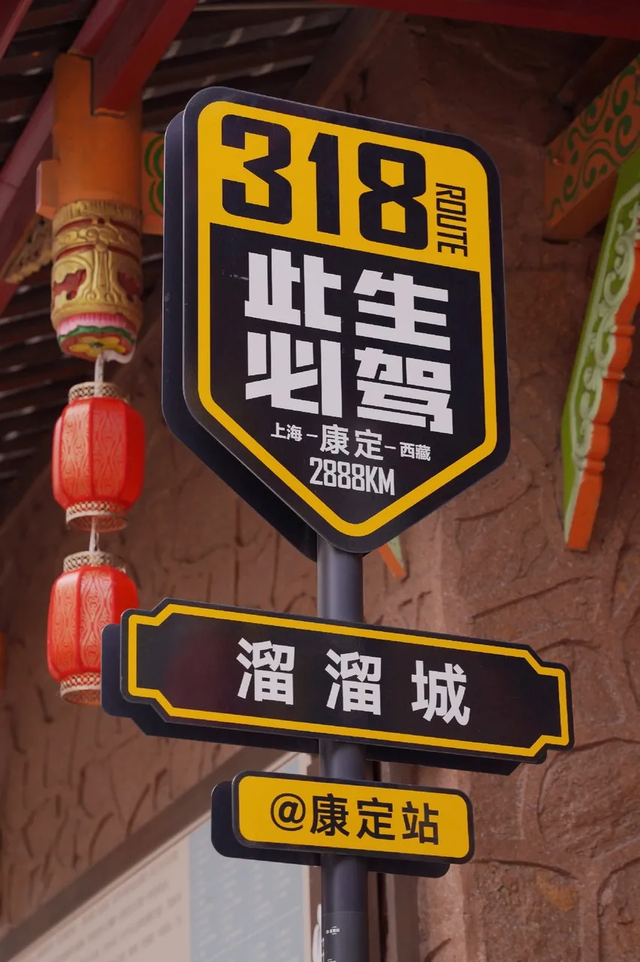 318
ROUTE
此生
必驾
上海-康定-西藏
2888KM
溜溜城
@康定站